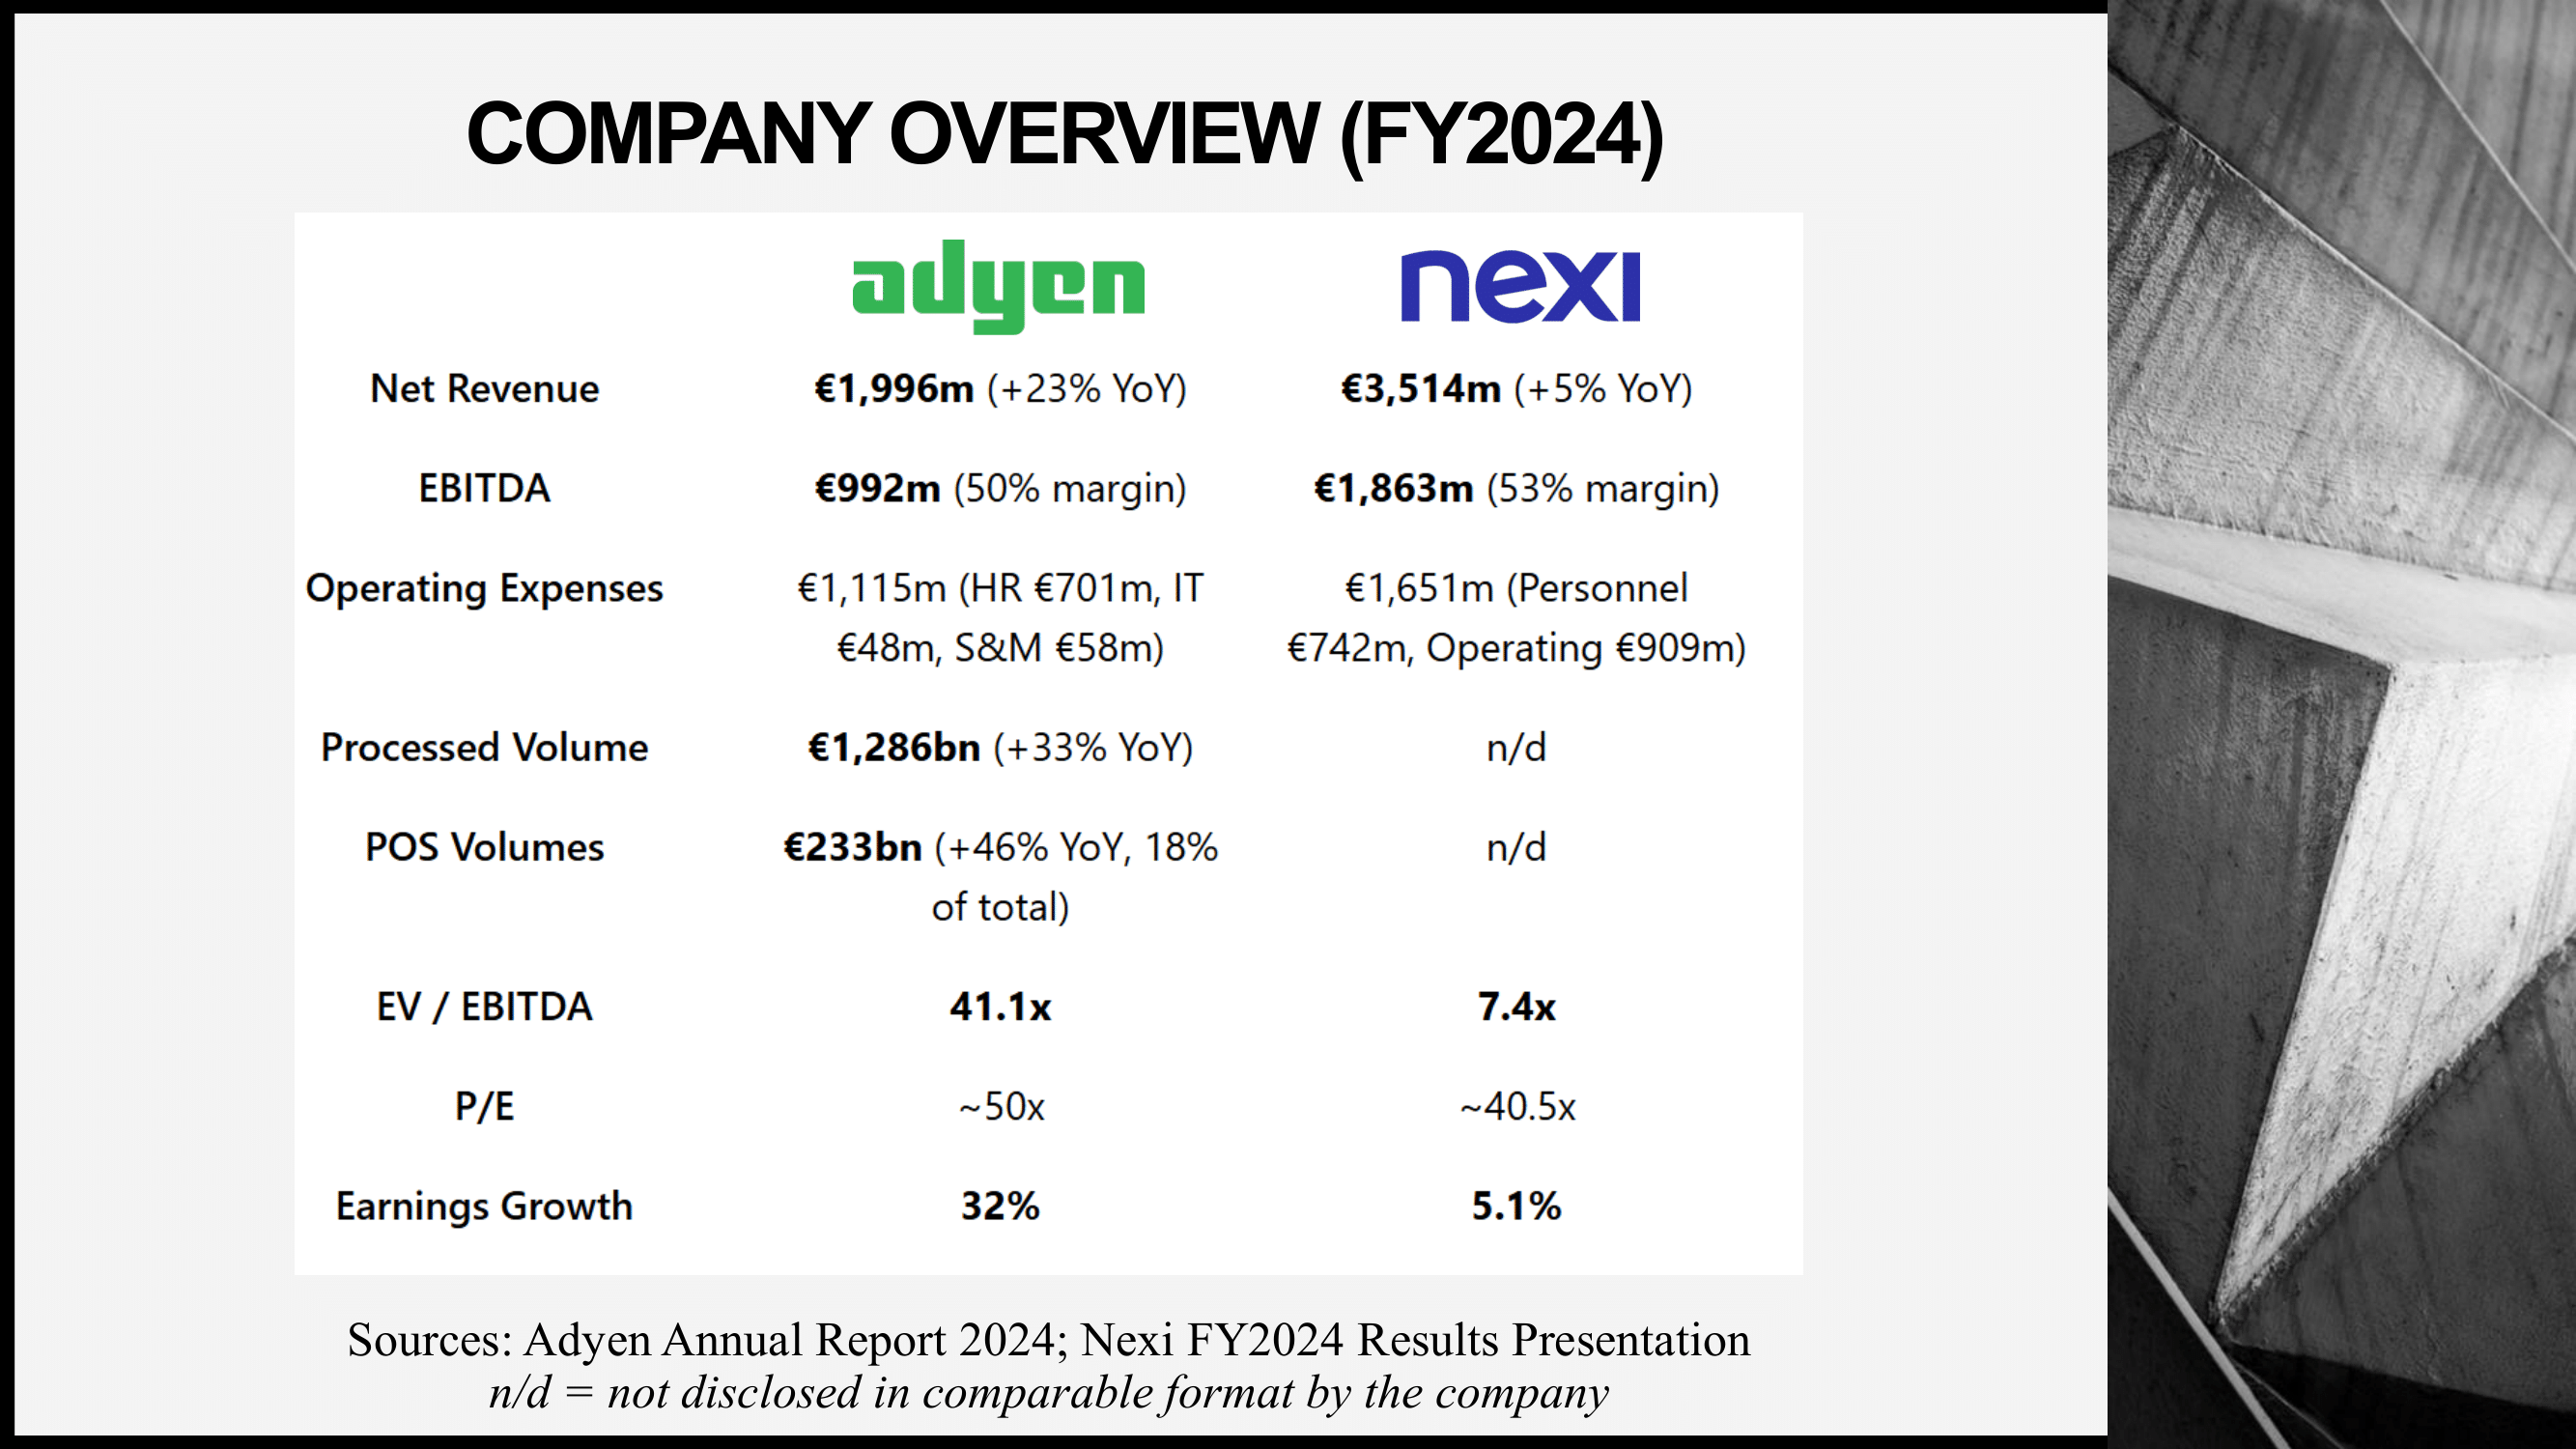 COMPANY OVERVIEW (FY2024)
adyen nexi
Net Revenue €1,996m (+23% YoY) €3,514m (+5% YoY)
EBITDA €992m (50% margin) €1,863m (53% margin)
Operating Expenses €1,115m (HR €701m, IT €1,651m (Personnel
€48m, S&M €58m) €742m, Operating €909m)
Processed Volume €1,286bn (+33% YoY) n/d
POS Volumes €233bn (+46% YoY, 18% n/d
of total)
EV / EBITDA 41.1x 7.4x
P/E ~50x ~40.5x
Earnings Growth 32% 5.1%
Sources: Adyen Annual Report 2024; Nexi FY2024 Results Presentation
n/d = not disclosed in comparable format by the company